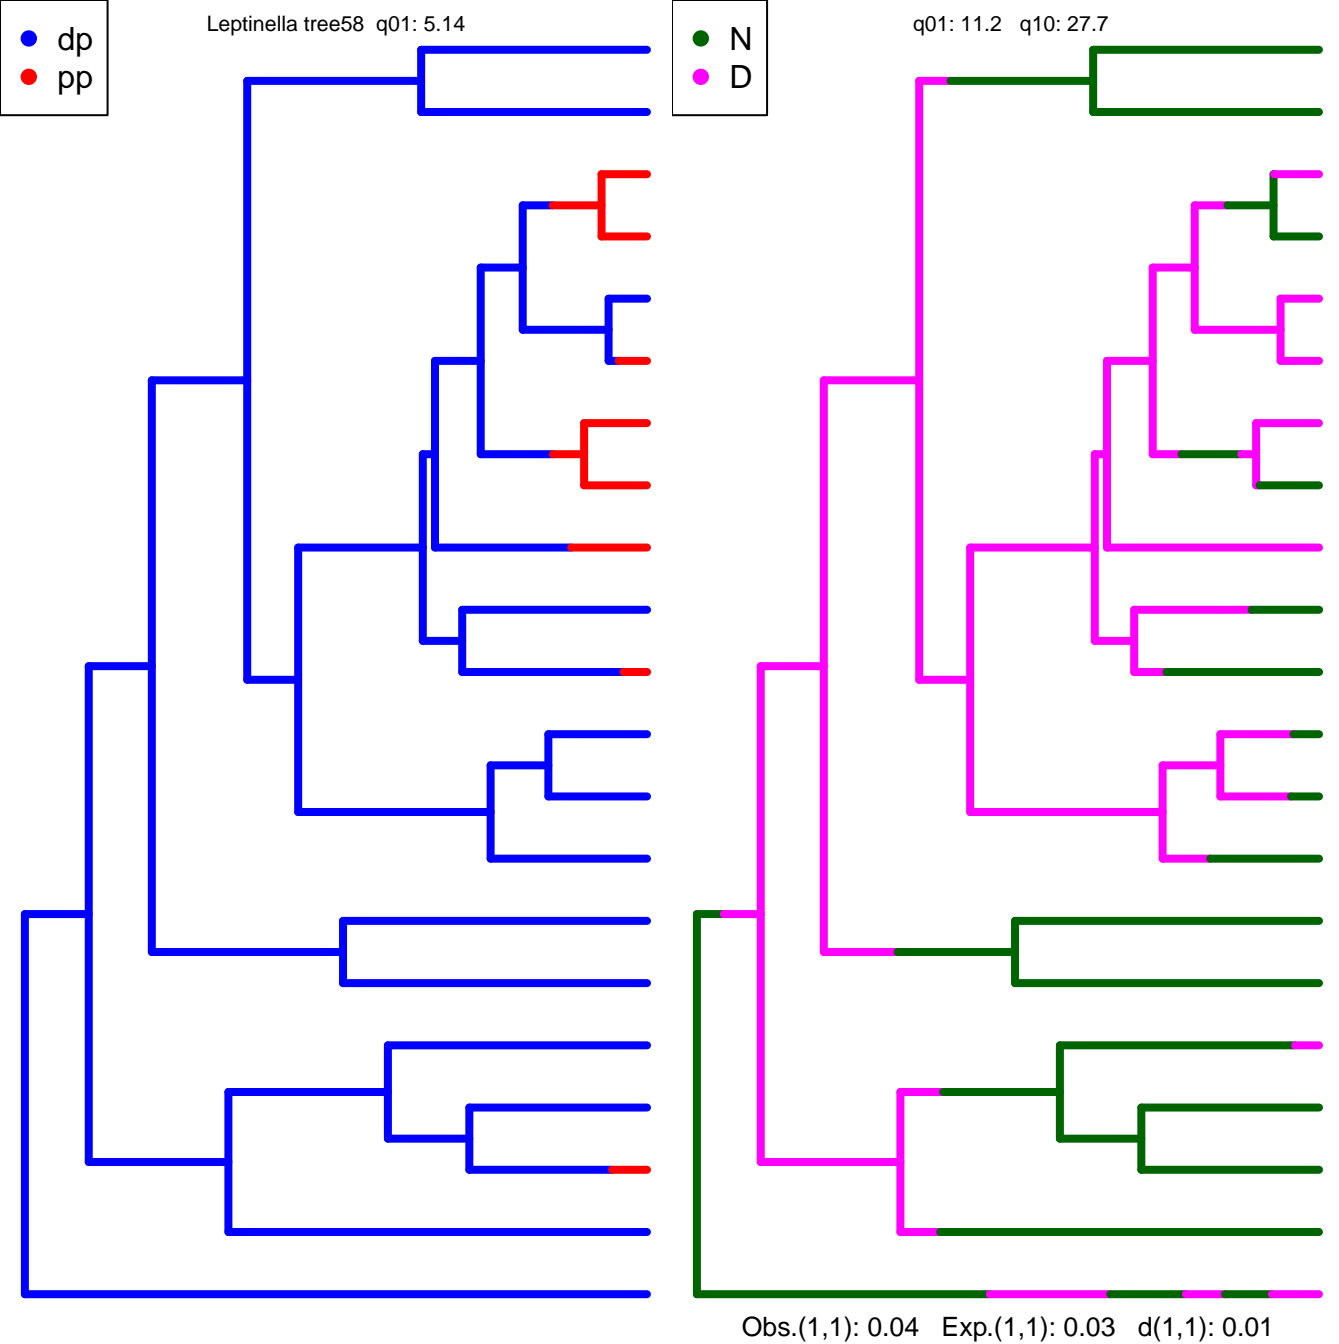 Leptinella tree58 q01: 5.14
dp
pp
q01: 11.2 q10: 27.7
N
D
Obs.(1,1): 0.04 Exp.(1,1): 0.03 d(1,1): 0.01